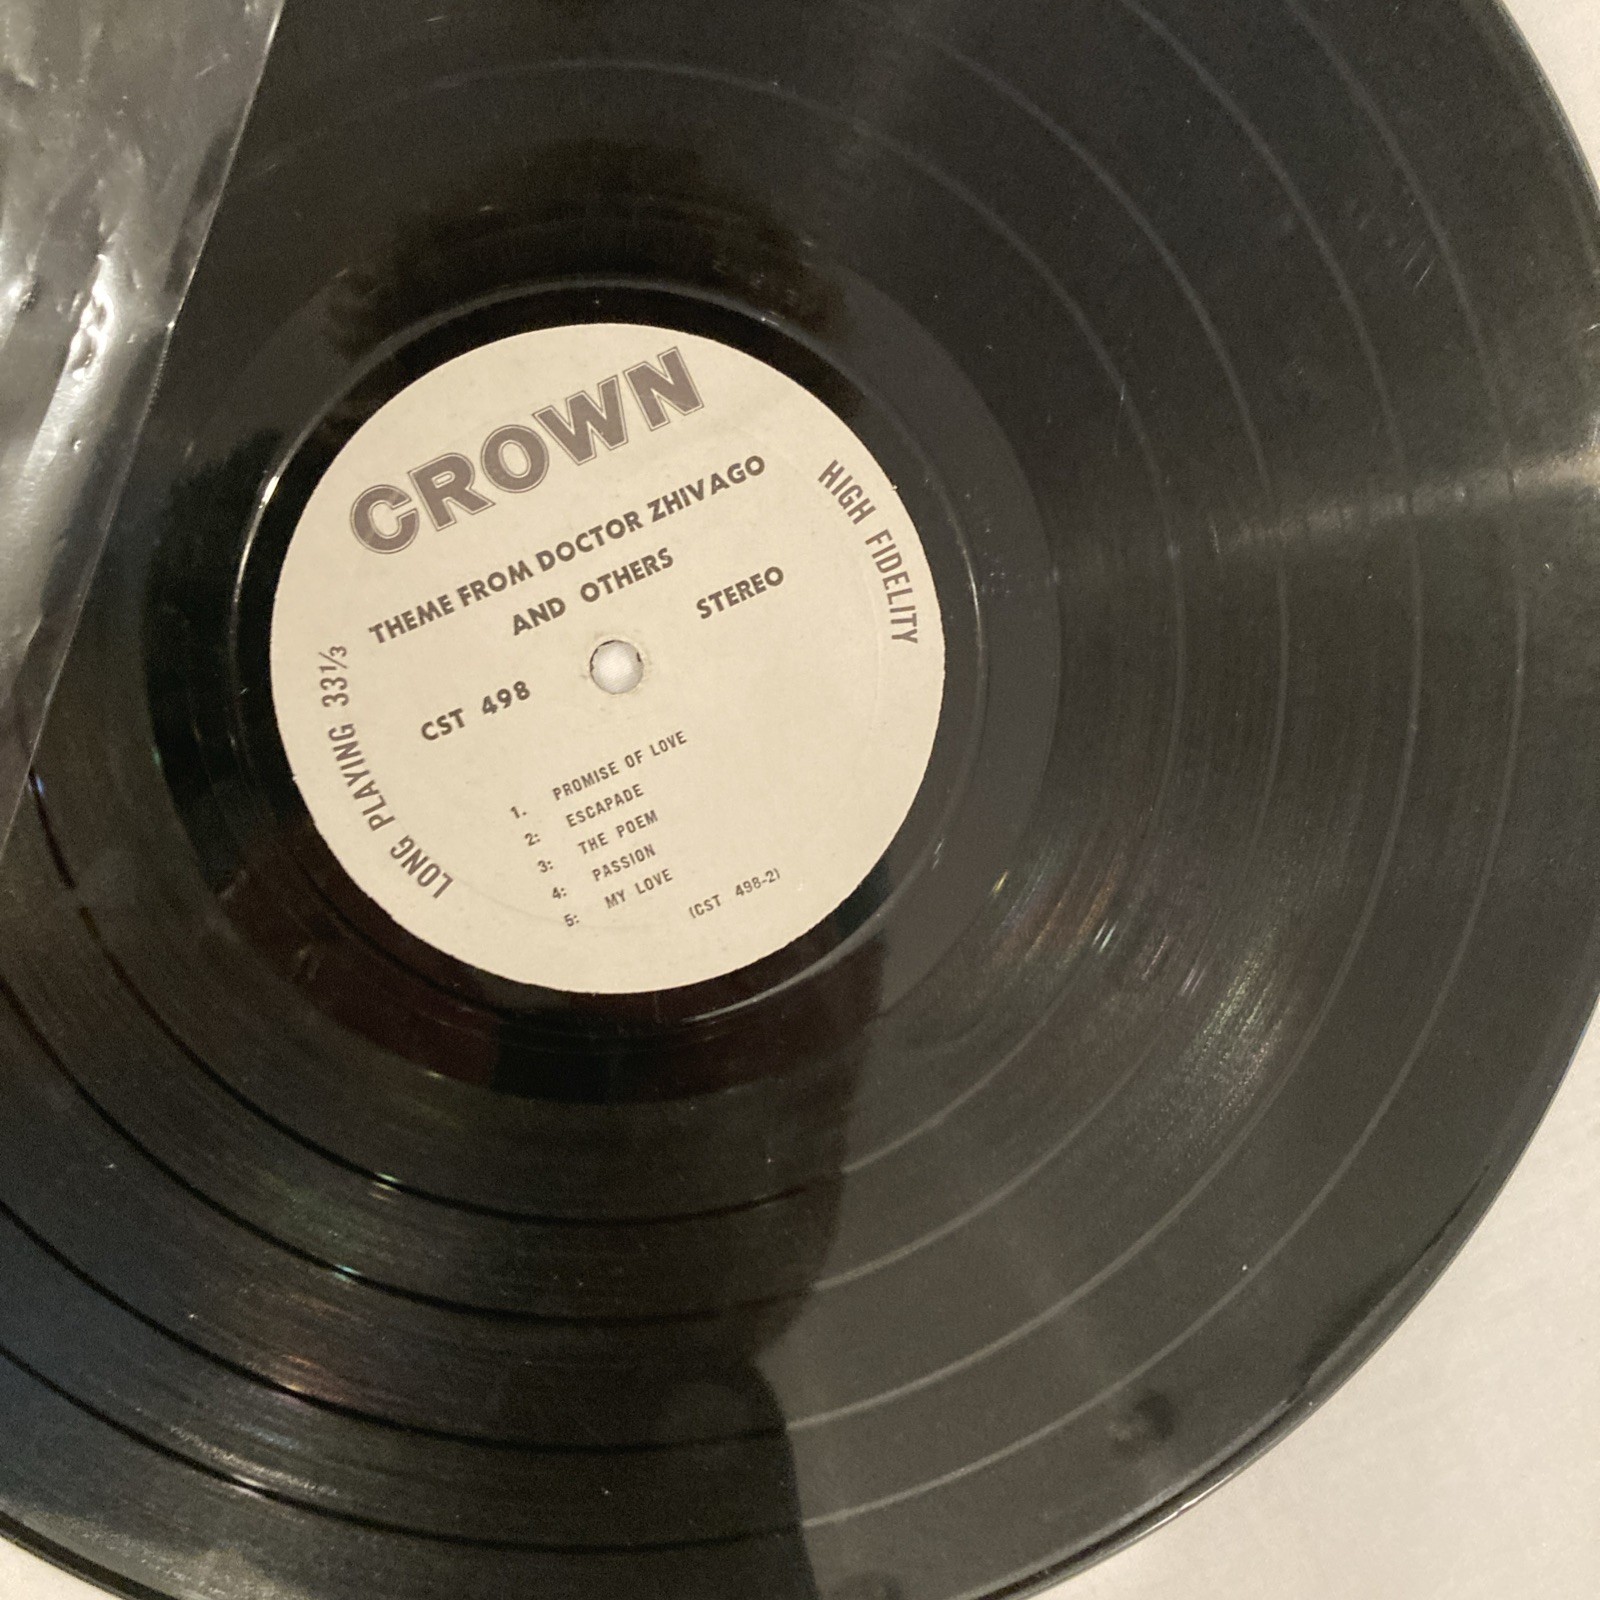 CROWN
THEME FROM DOCTOR ZHIVAGO
AND OTHERS
STEREO
HIGH FIDELITY
LONG PLAYING 33⅓
CST 498
1. PROMISE OF LOVE
2: ESCAPADE
3: THE POEM
4: PASSION
5: MY LOVE
(CST 498-2)